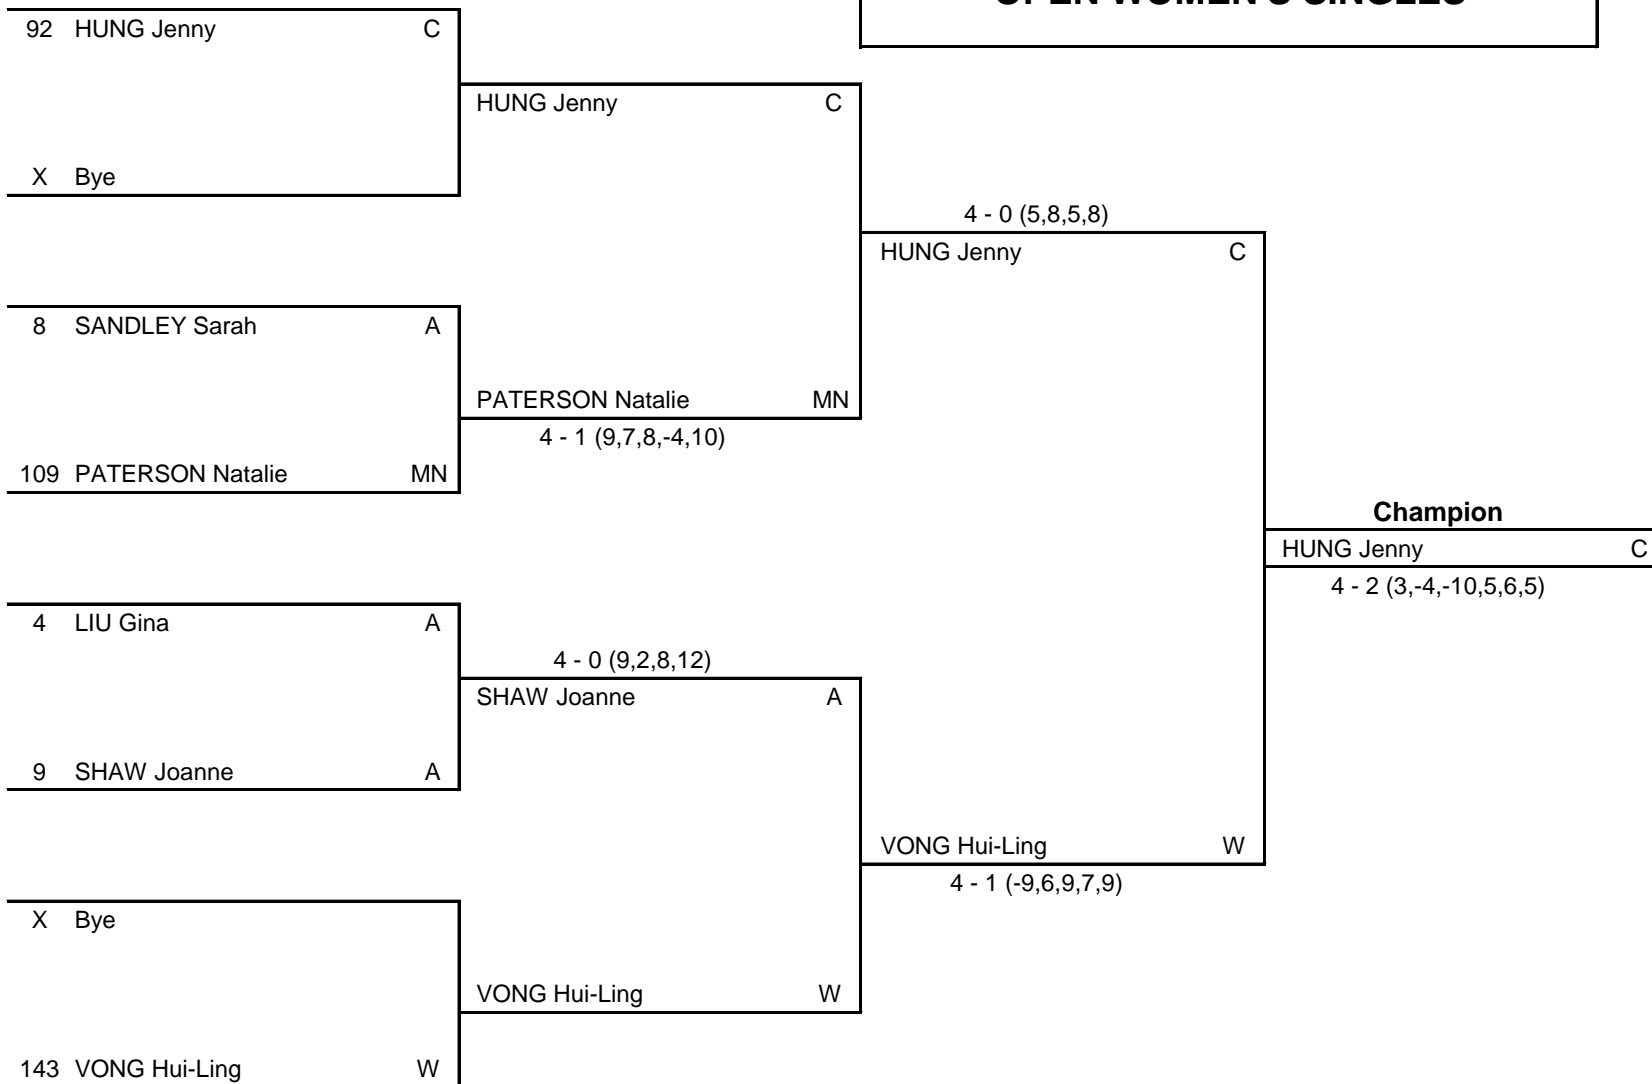 92 HUNG Jenny C
HUNG Jenny C
X Bye
4 - 0 (5,8,5,8)
HUNG Jenny C
8 SANDLEY Sarah A
PATERSON Natalie MN
4 - 1 (9,7,8,-4,10)
109 PATERSON Natalie MN
Champion
HUNG Jenny C
4 - 2 (3,-4,-10,5,6,5)
4 LIU Gina A
4 - 0 (9,2,8,12)
SHAW Joanne A
9 SHAW Joanne A
VONG Hui-Ling W
4 - 1 (-9,6,9,7,9)
X Bye
VONG Hui-Ling W
143 VONG Hui-Ling W